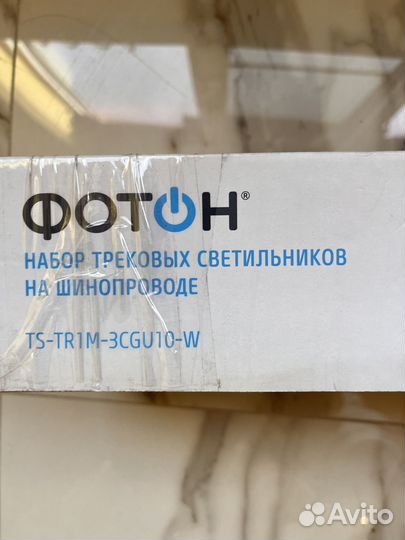 ФОТОН®
НАБОР ТРЕКОВЫХ СВЕТИЛЬНИКОВ
НА ШИНОПРОВОДЕ
TS-TR1M-3CGU10-W
Avito